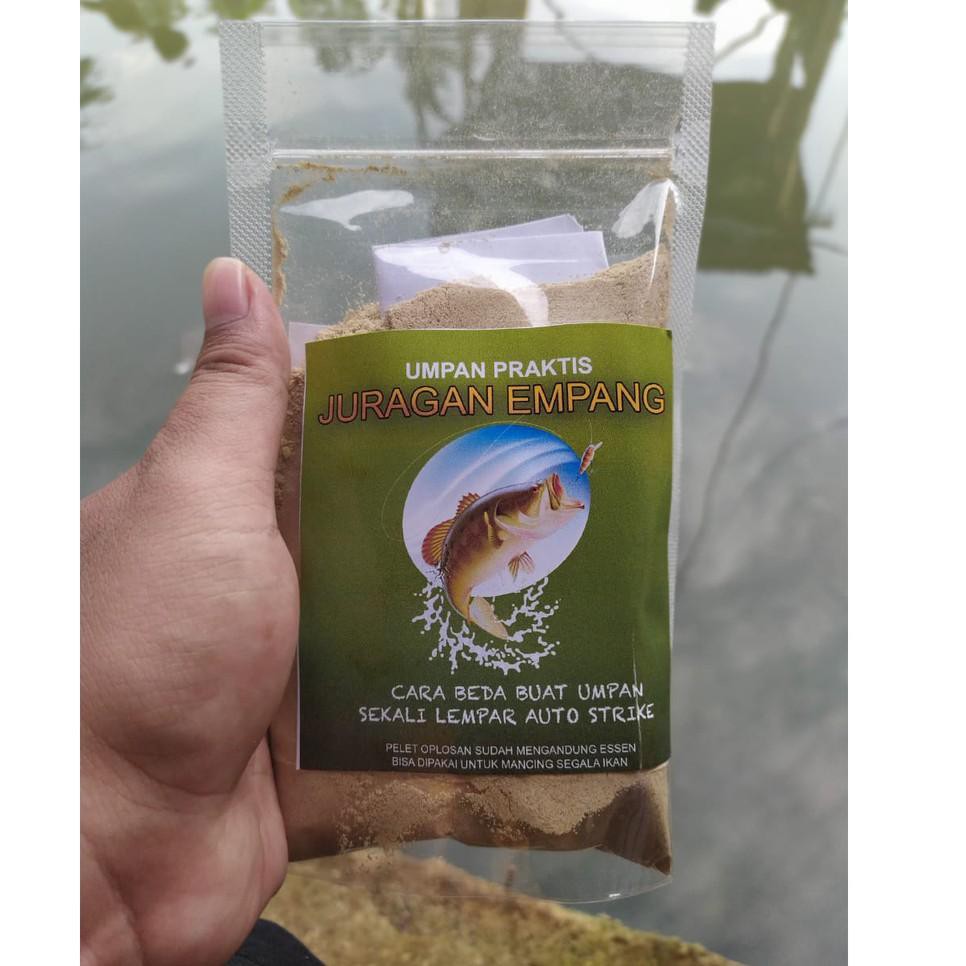 UMPAN PRAKTIS
JURAGAN EMPANG
CARA BEDA BUAT UMPAN
SEKALI LEMPAR AUTO STRIKE
PELET OPLOSAN SUDAH MENGANDUNG ESSEN
BISA DIPAKAI UNTUK MANCING SEGALA IKAN